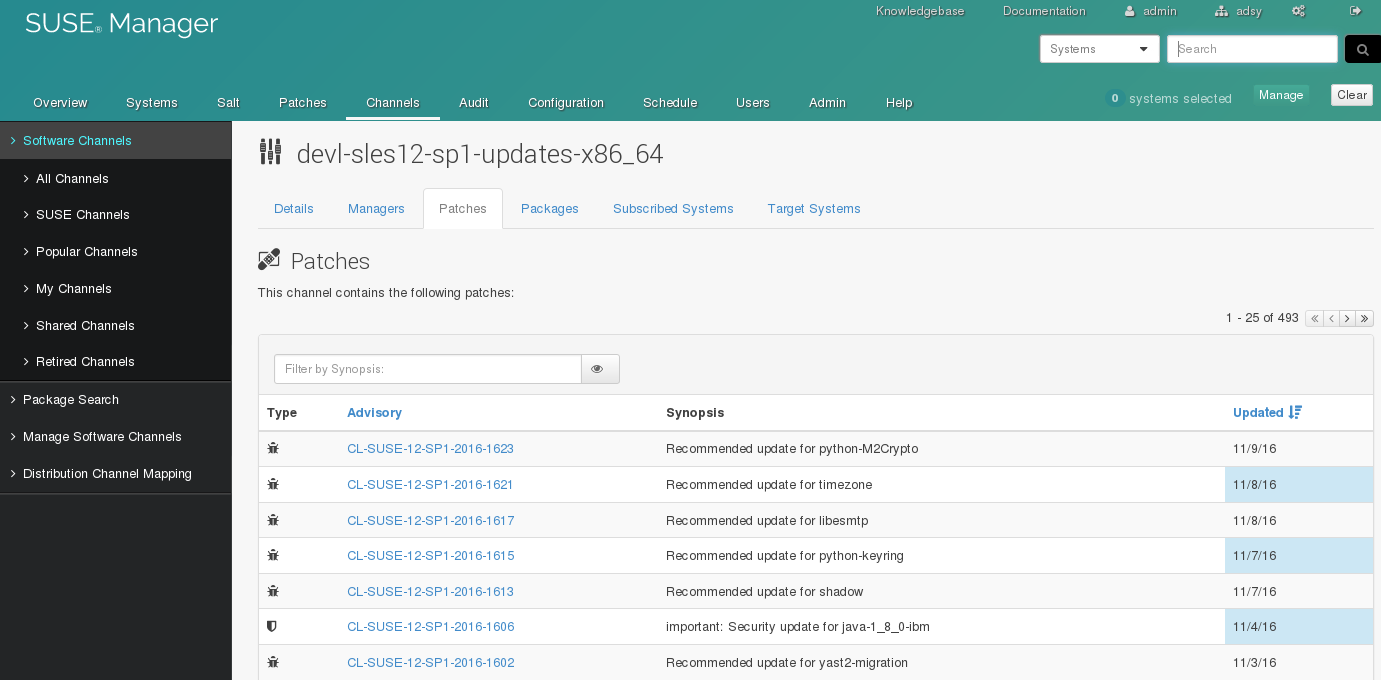 SUSE® Manager
Knowledgebase Documentation admin adsy
Systems Search
Overview Systems Salt Patches Channels Audit Configuration Schedule Users Admin Help 0 systems selected Manage Clear
Software Channels
All Channels
SUSE Channels
Popular Channels
My Channels
Shared Channels
Retired Channels
Package Search
Manage Software Channels
Distribution Channel Mapping
devl-sles12-sp1-updates-x86_64
Details Managers Patches Packages Subscribed Systems Target Systems
Patches
This channel contains the following patches:
1 - 25 of 493
Filter by Synopsis:
Type Advisory Synopsis Updated
CL-SUSE-12-SP1-2016-1623 Recommended update for python-M2Crypto 11/9/16
CL-SUSE-12-SP1-2016-1621 Recommended update for timezone 11/8/16
CL-SUSE-12-SP1-2016-1617 Recommended update for libesmtp 11/8/16
CL-SUSE-12-SP1-2016-1615 Recommended update for python-keyring 11/7/16
CL-SUSE-12-SP1-2016-1613 Recommended update for shadow 11/7/16
CL-SUSE-12-SP1-2016-1606 important: Security update for java-1_8_0-ibm 11/4/16
CL-SUSE-12-SP1-2016-1602 Recommended update for yast2-migration 11/3/16